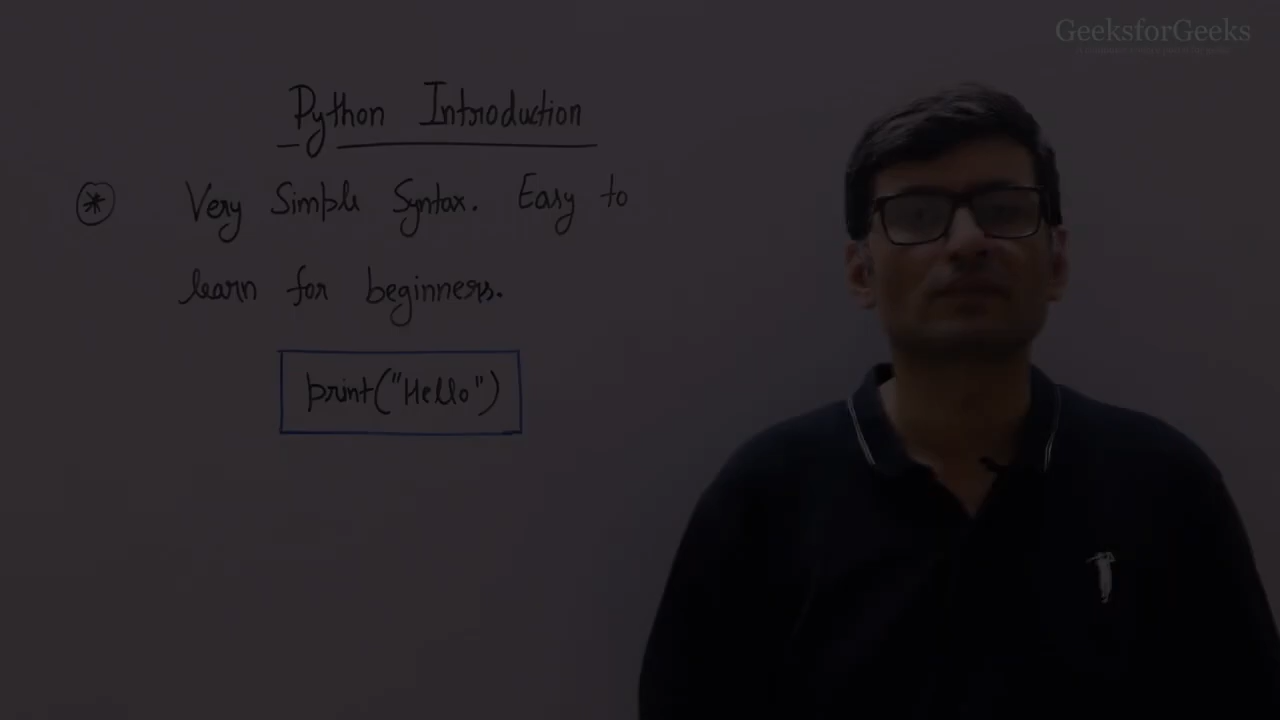 GeeksforGeeks
Python Introduction
* Very Simple Syntax. Easy to
learn for beginners.
print("Hello")